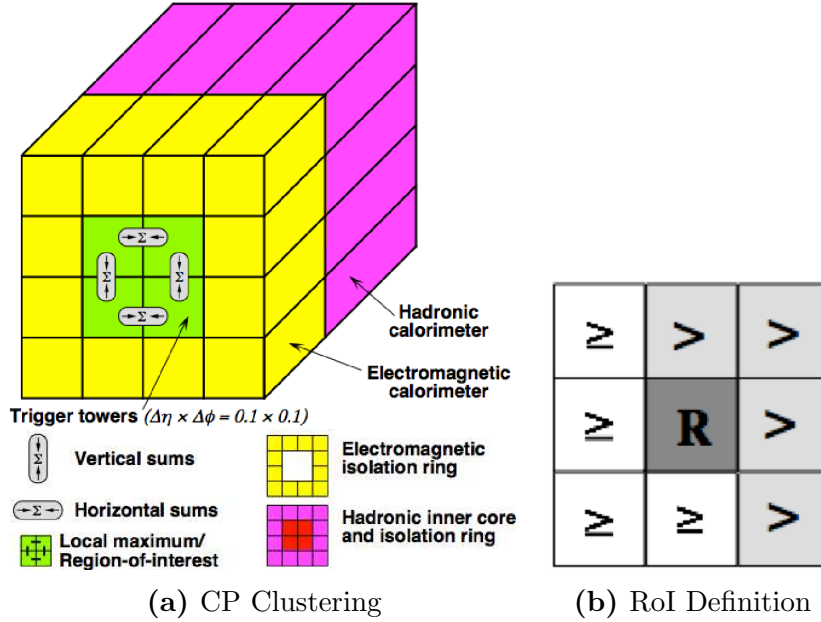 Σ
Σ
Σ
Σ
Hadronic
calorimeter
Electromagnetic
calorimeter
Trigger towers (Δη × Δϕ = 0.1 × 0.1)
Σ
Vertical sums
Σ
Horizontal sums
Local maximum/
Region-of-interest
Electromagnetic
isolation ring
Hadronic inner core
and isolation ring
≥ > >
≥ R >
≥ ≥ >
(a) CP Clustering
(b) RoI Definition